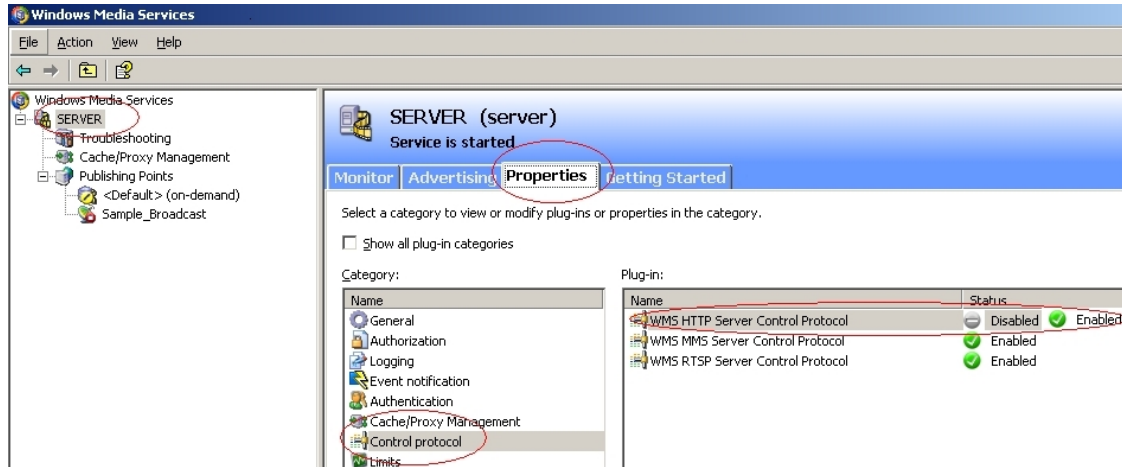 Windows Media Services
File Action View Help
Windows Media Services
SERVER
Troubleshooting
Cache/Proxy Management
Publishing Points
<Default> (on-demand)
Sample_Broadcast
SERVER (server)
Service is started
Monitor Advertising Properties Getting Started
Select a category to view or modify plug-ins or properties in the category.
Show all plug-in categories
Category:
Name
General
Authorization
Logging
Event notification
Authentication
Cache/Proxy Management
Control protocol
Limits
Plug-in:
Name Status
WMS HTTP Server Control Protocol Disabled Enabled
WMS MMS Server Control Protocol Enabled
WMS RTSP Server Control Protocol Enabled